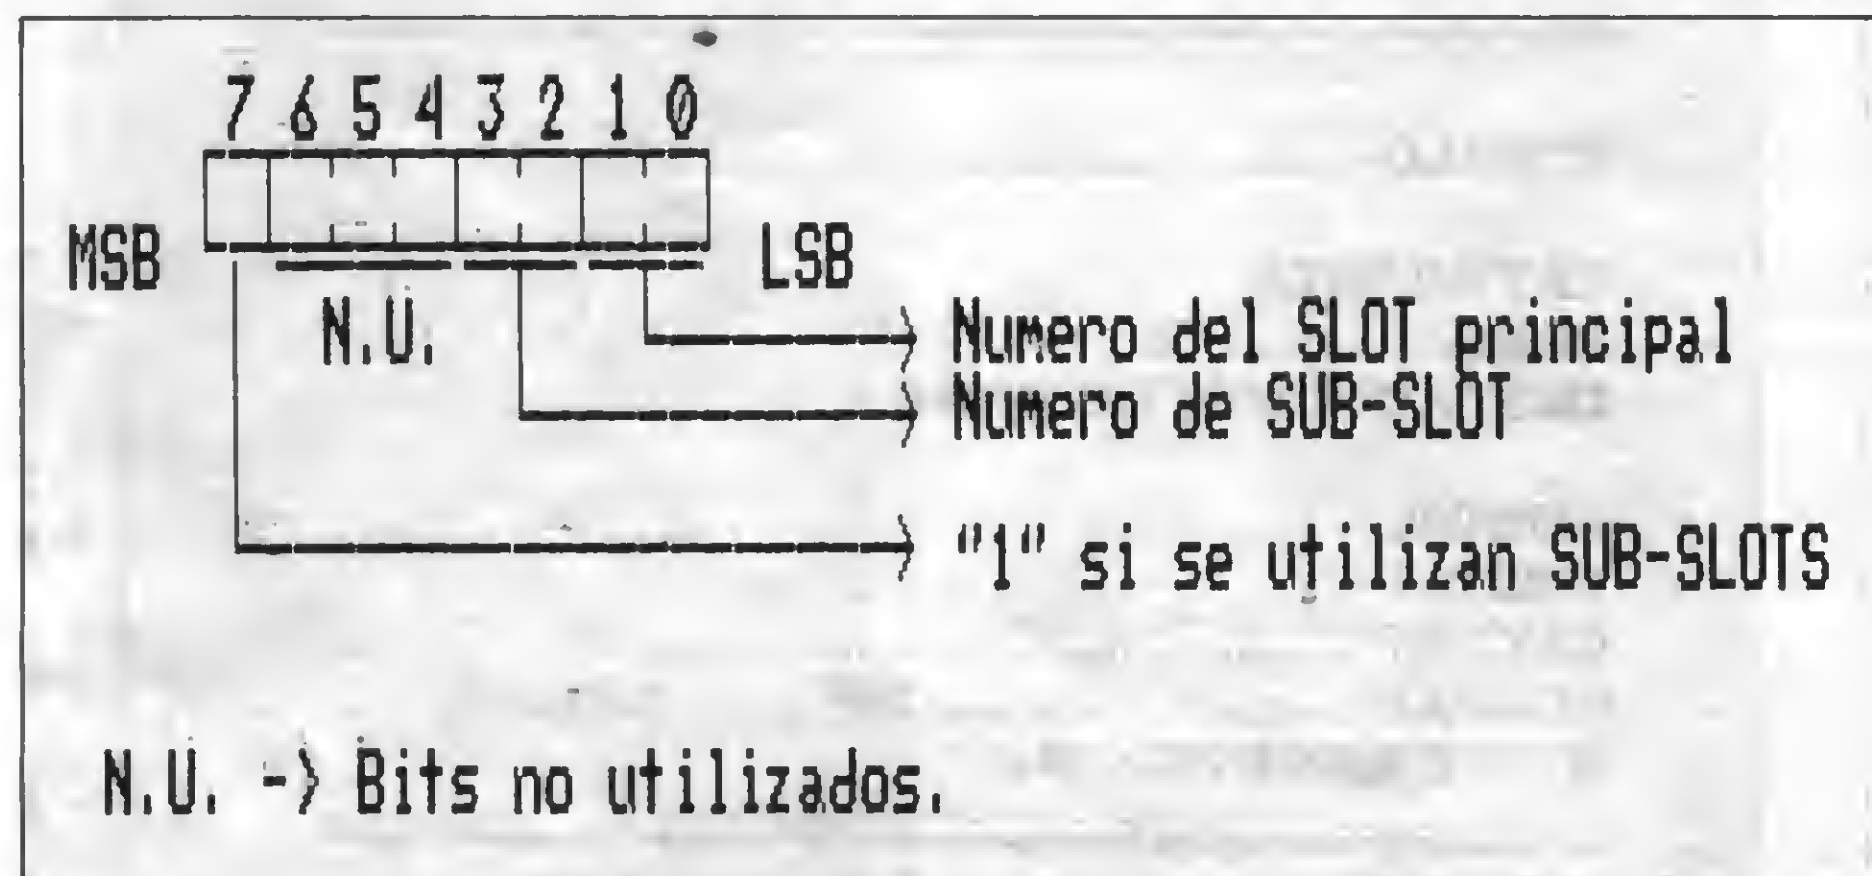 7 6 5 4 3 2 1 0
MSB LSB
N.U.
Numero del SLOT principal
Numero de SUB-SLOT
"1" si se utilizan SUB-SLOTS
N.U. -> Bits no utilizados.